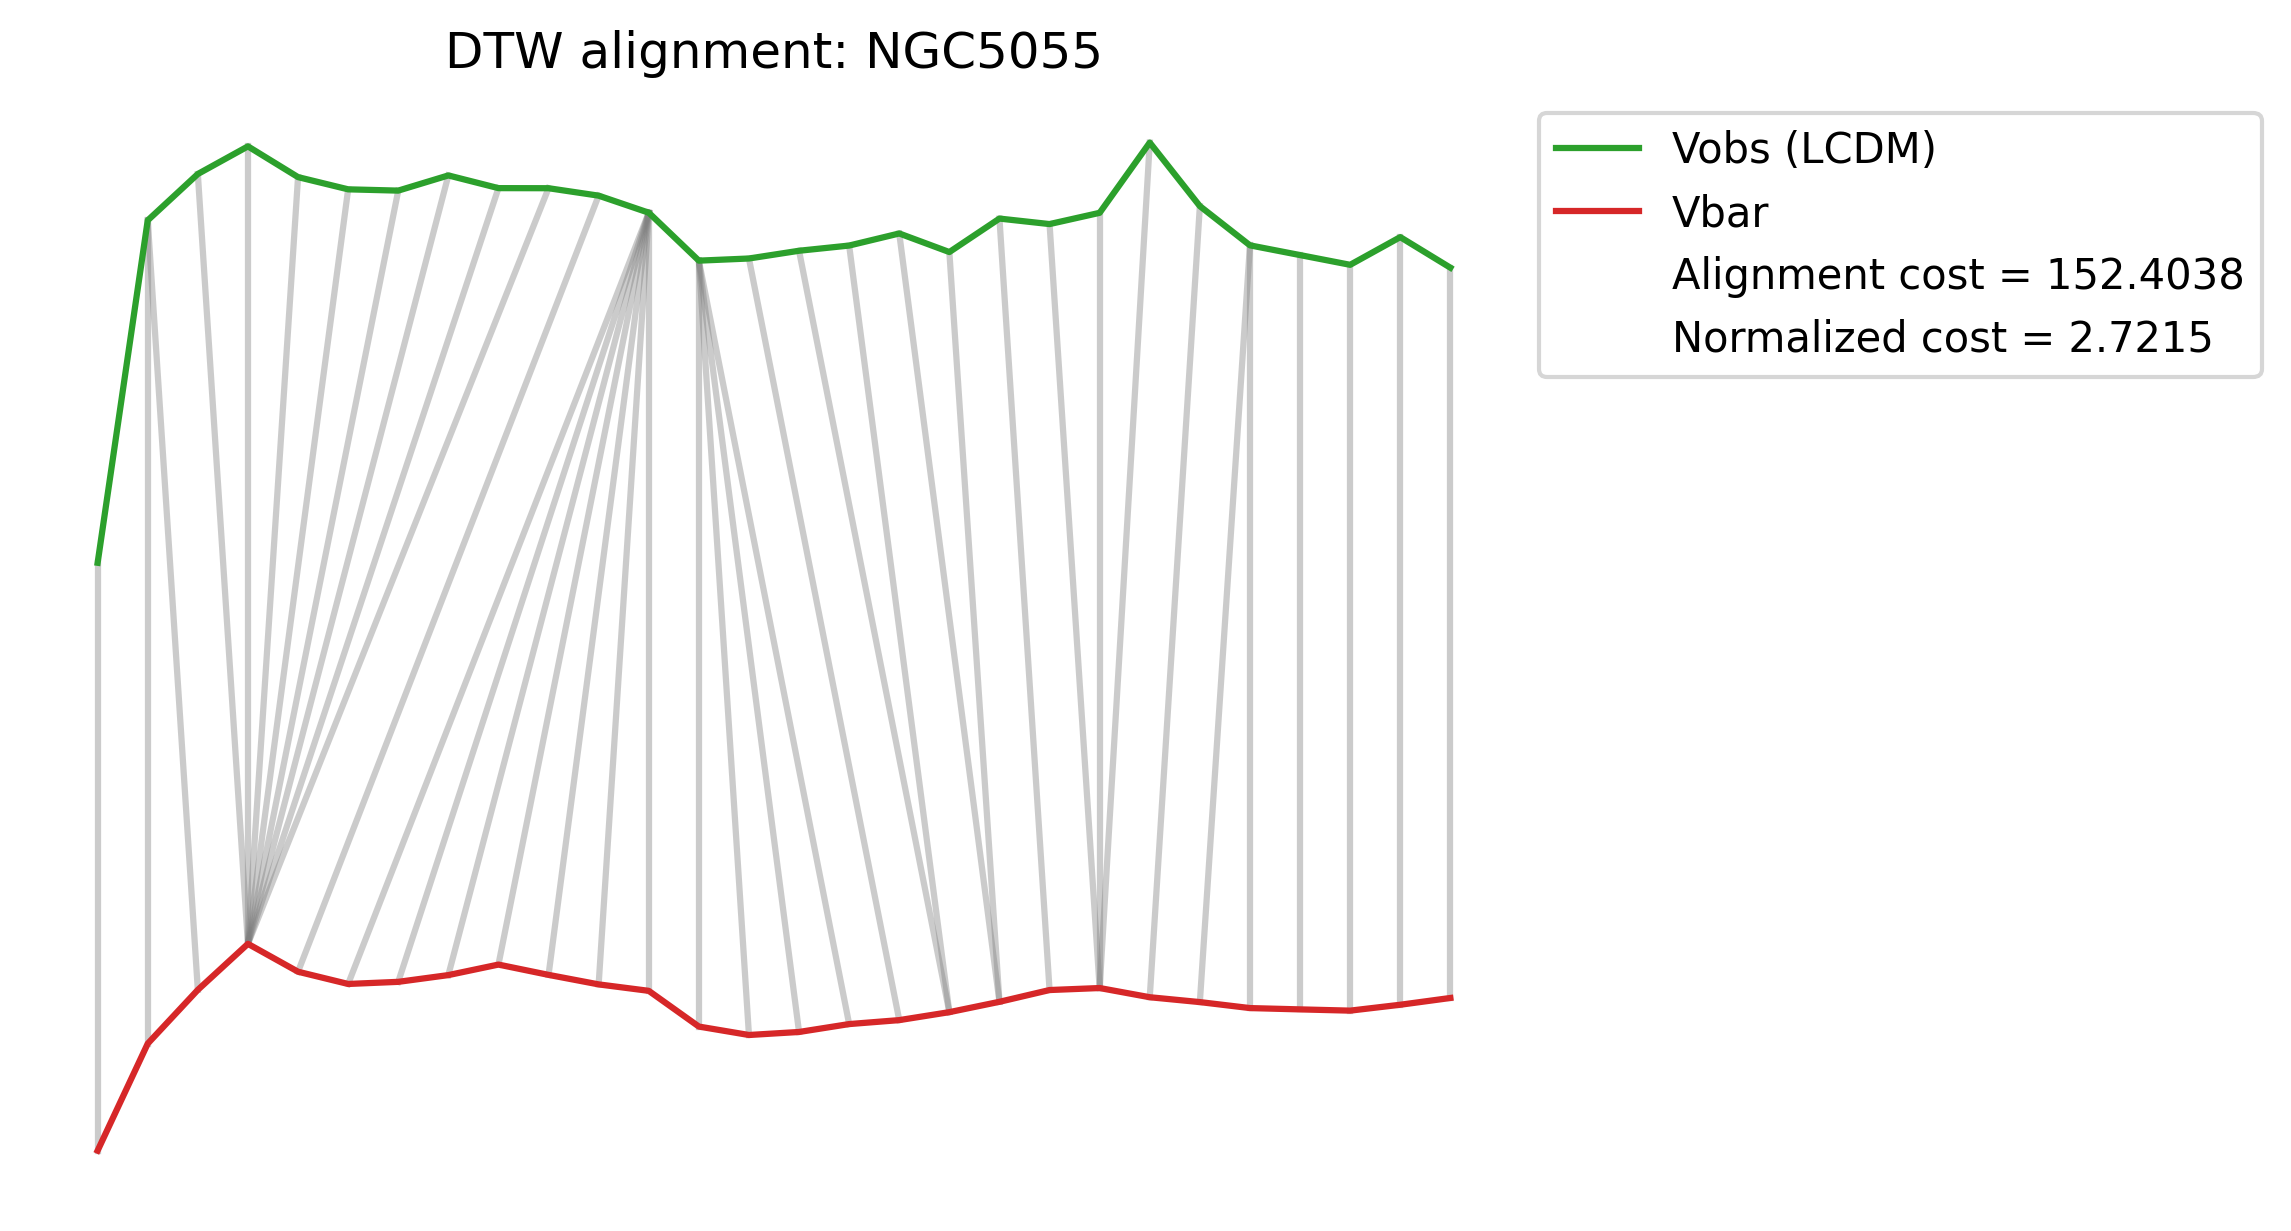 DTW alignment: NGC5055
Vobs (LCDM)
Vbar
Alignment cost = 152.4038
Normalized cost = 2.7215